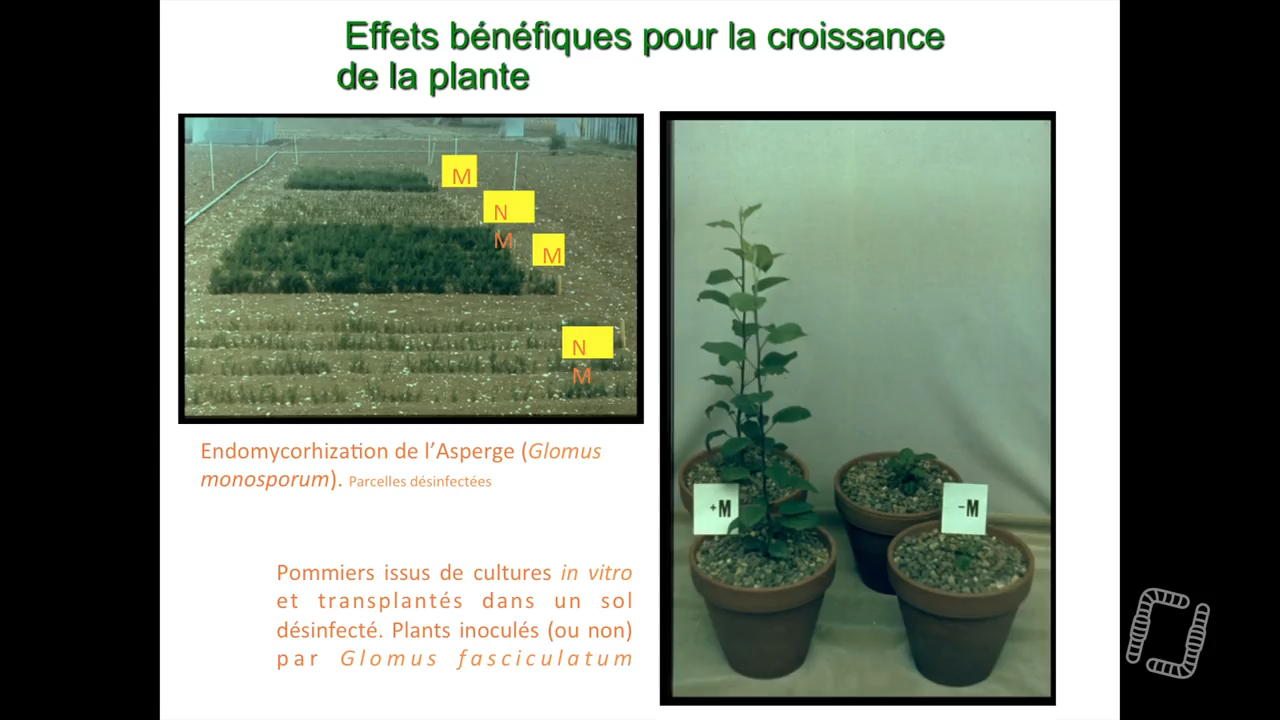 Effets bénéfiques pour la croissance
de la plante
M
N
M
M
N
M
Endomycorhization de l’Asperge (Glomus
monosporum). Parcelles désinfectées
Pommiers issus de cultures in vitro
et transplantés dans un sol
désinfecté. Plants inoculés (ou non)
par Glomus fasciculatum
+M
-M